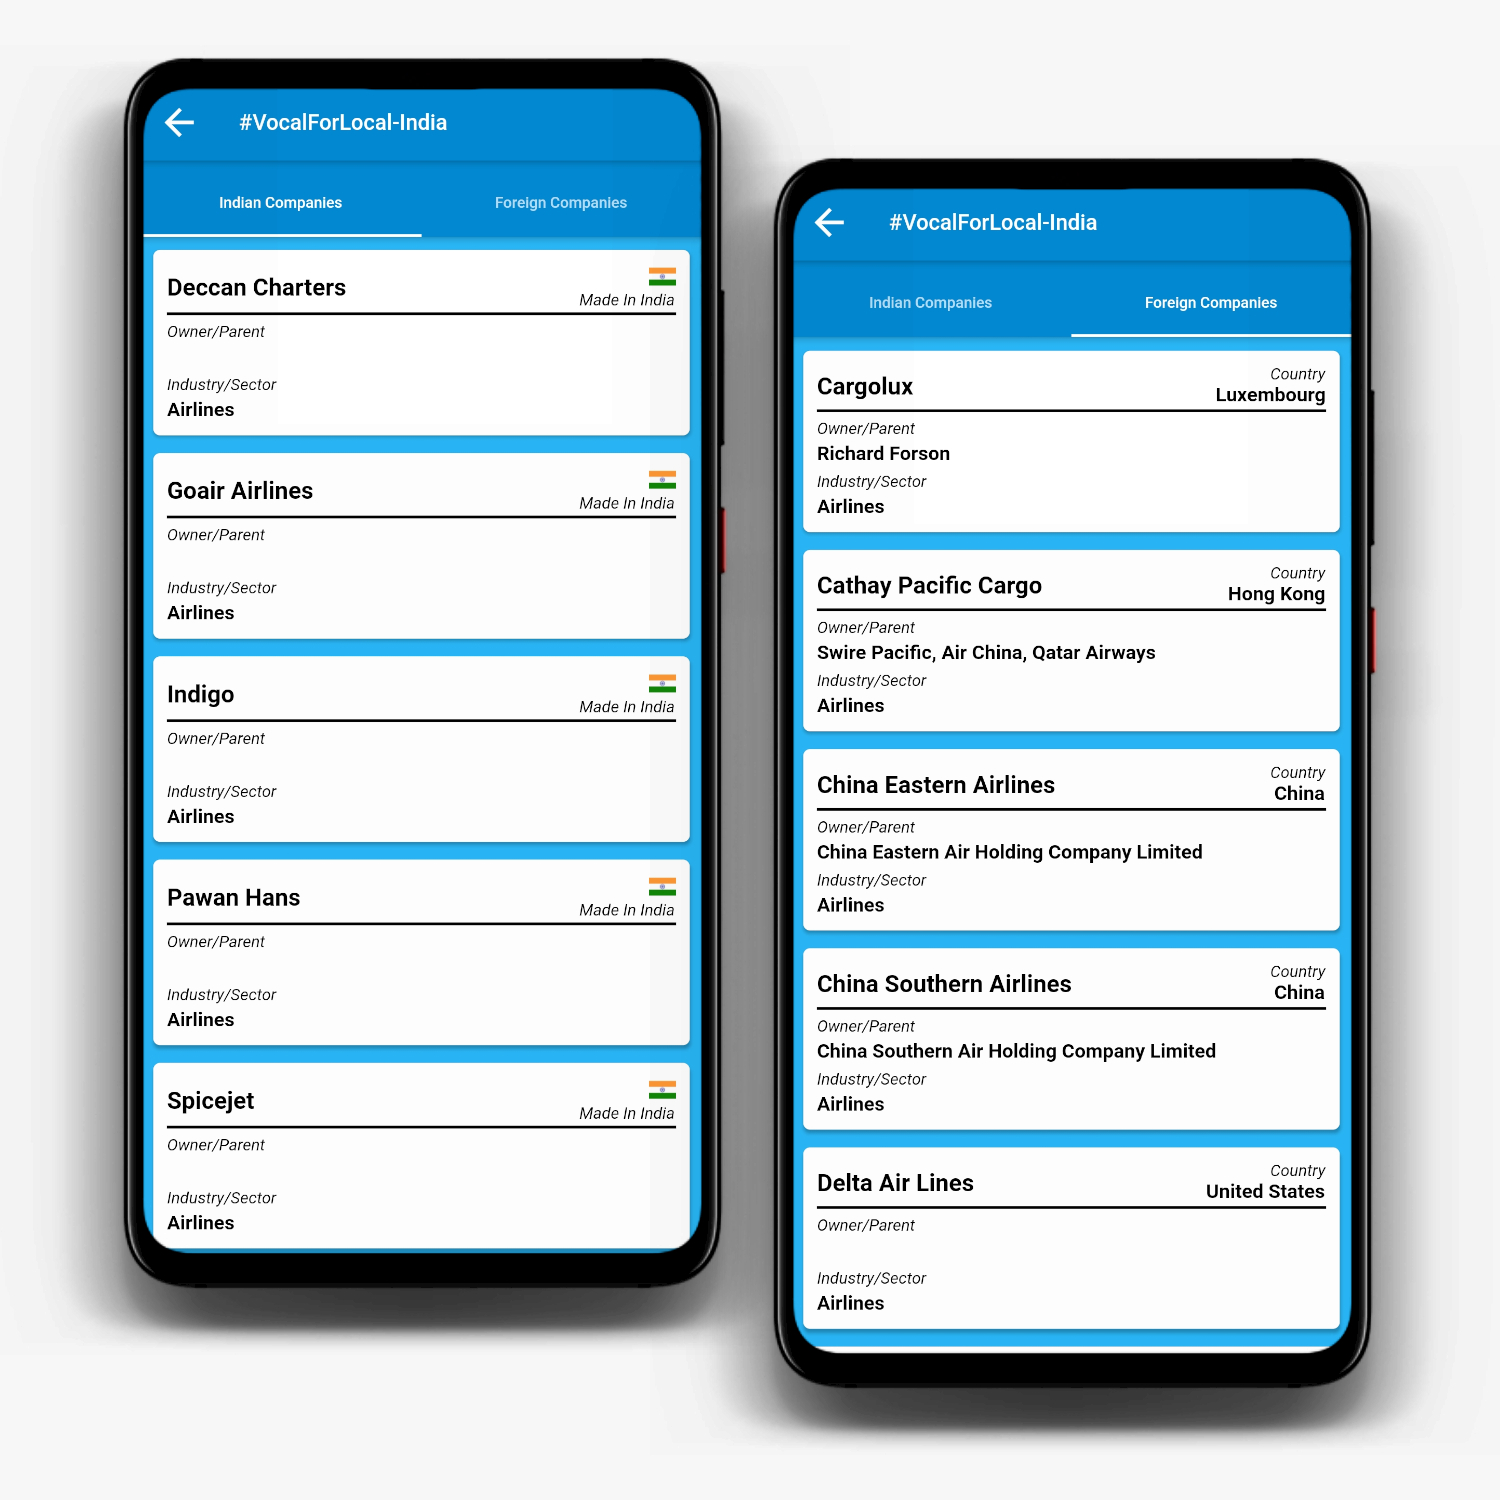 #VocalForLocal-India
Indian Companies
Foreign Companies
Deccan Charters
Made In India
Owner/Parent
Industry/Sector
Airlines
Goair Airlines
Made In India
Owner/Parent
Industry/Sector
Airlines
Indigo
Made In India
Owner/Parent
Industry/Sector
Airlines
Pawan Hans
Made In India
Owner/Parent
Industry/Sector
Airlines
Spicejet
Made In India
Owner/Parent
Industry/Sector
Airlines
#VocalForLocal-India
Indian Companies
Foreign Companies
Cargolux
Country
Luxembourg
Owner/Parent
Richard Forson
Industry/Sector
Airlines
Cathay Pacific Cargo
Country
Hong Kong
Owner/Parent
Swire Pacific, Air China, Qatar Airways
Industry/Sector
Airlines
China Eastern Airlines
Country
China
Owner/Parent
China Eastern Air Holding Company Limited
Industry/Sector
Airlines
China Southern Airlines
Country
China
Owner/Parent
China Southern Air Holding Company Limited
Industry/Sector
Airlines
Delta Air Lines
Country
United States
Owner/Parent
Industry/Sector
Airlines